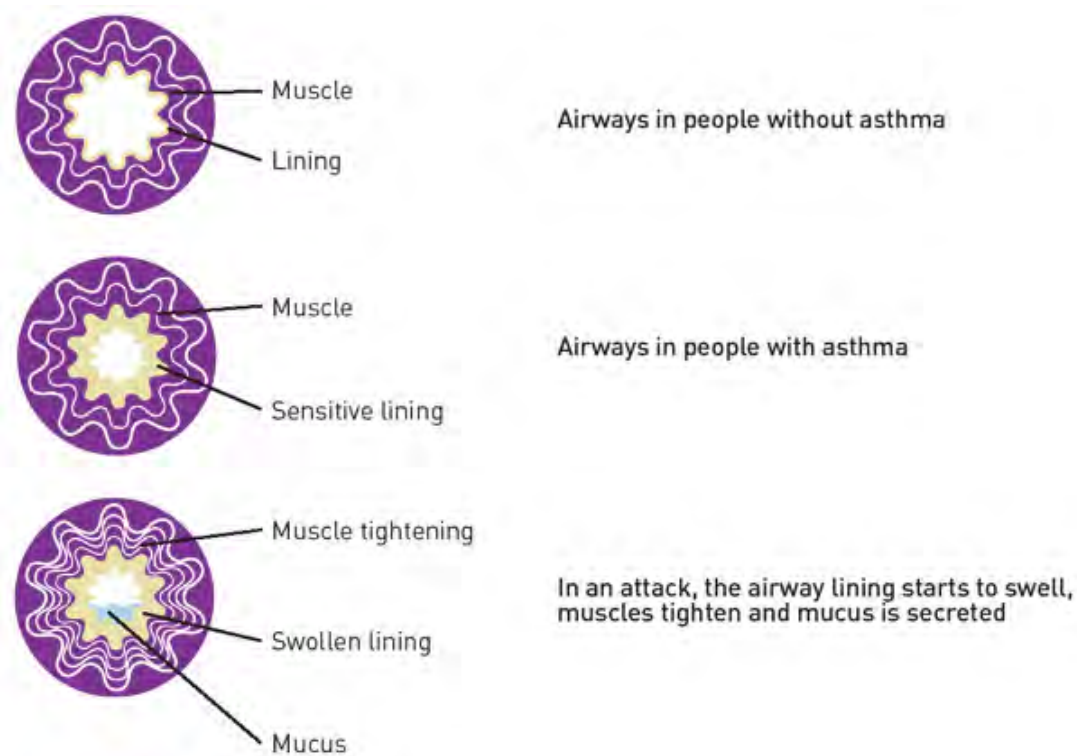 Muscle
Airways in people without asthma
Lining
Muscle
Airways in people with asthma
Sensitive lining
Muscle tightening
In an attack, the airway lining starts to swell,
muscles tighten and mucus is secreted
Swollen lining
Mucus